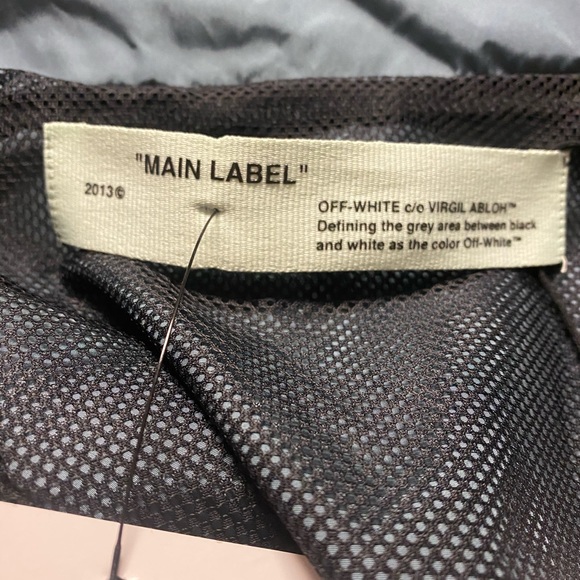 "MAIN LABEL"
2013©
OFF-WHITE c/o VIRGIL ABLOH™
Defining the grey area between black
and white as the color Off-White™